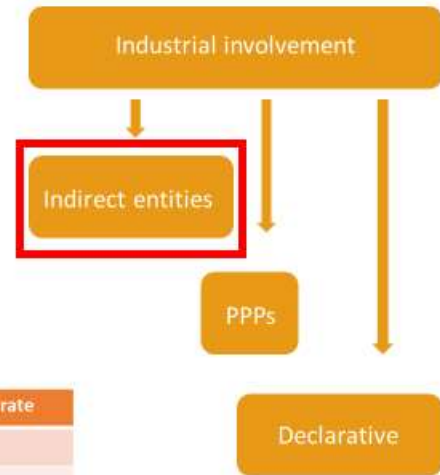 Industrial involvement
Indirect entities
PPPs
rate
Declarative